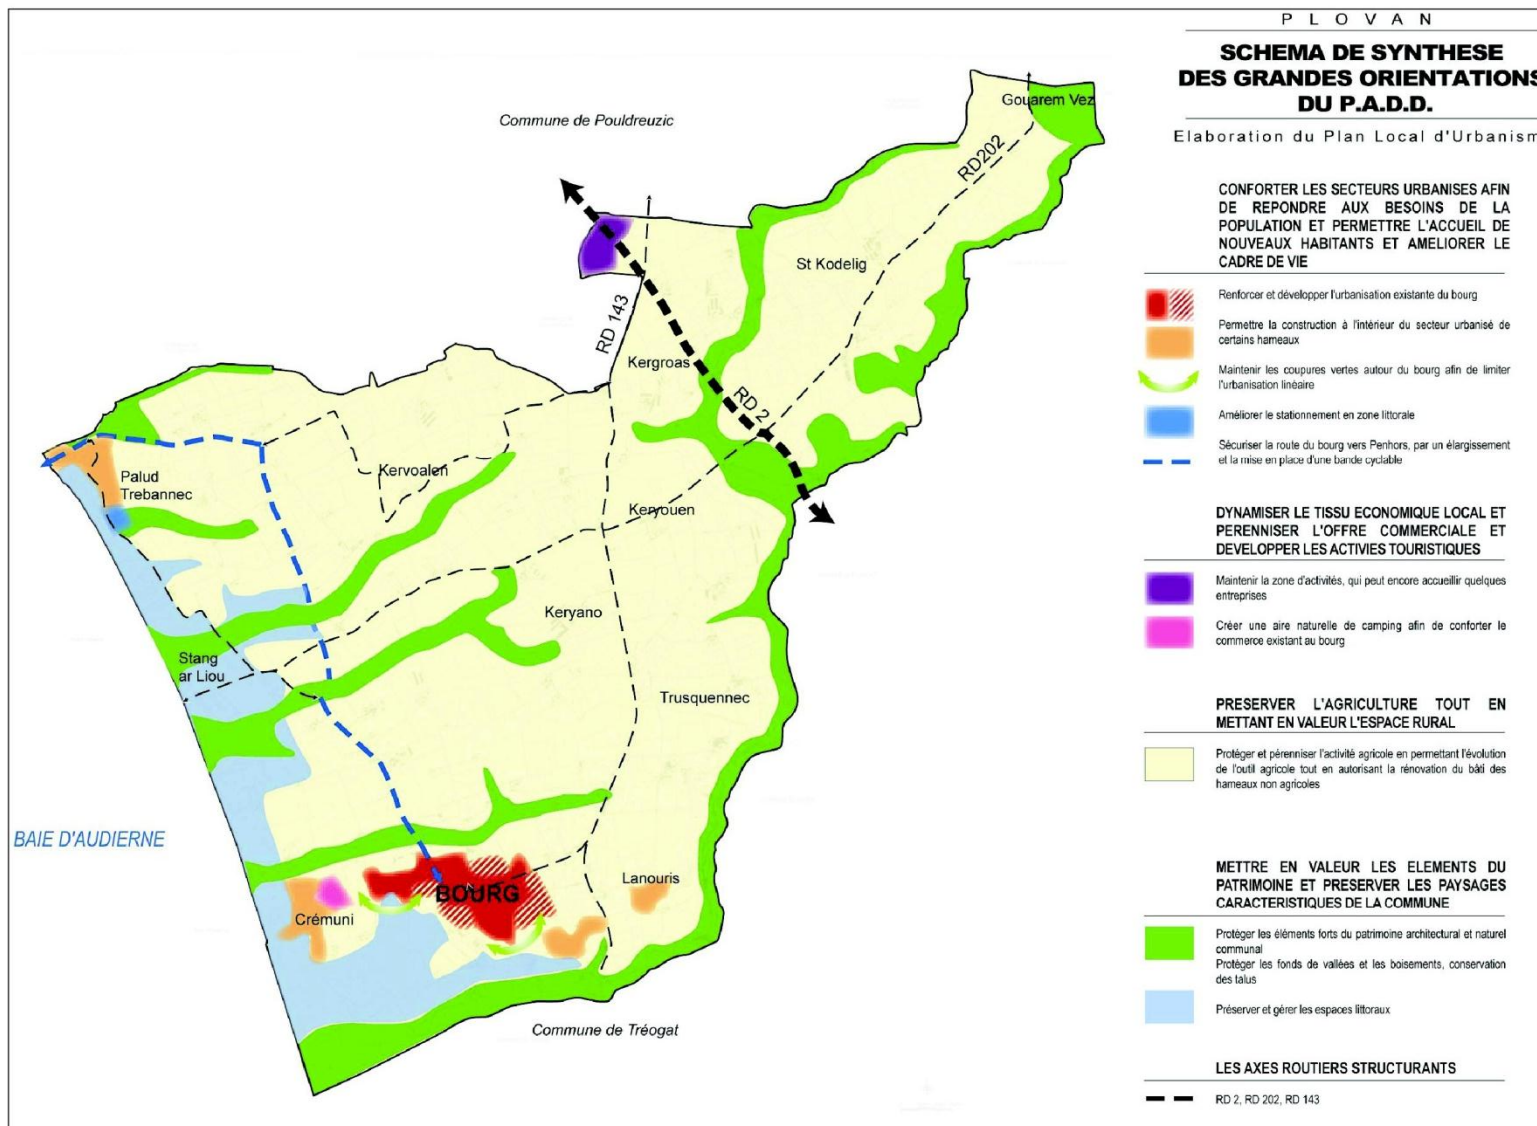 PLOVAN
SCHEMA DE SYNTHESE
DES GRANDES ORIENTATIONS
DU P.A.D.D.
Elaboration du Plan Local d'Urbanism
CONFORTER LES SECTEURS URBANISES AFIN
DE REPONDRE AUX BESOINS DE LA
POPULATION ET PERMETTRE L'ACCUEIL DE
NOUVEAUX HABITANTS ET AMELIORER LE
CADRE DE VIE
Renforcer et développer l'urbanisation existante du bourg
Permettre la construction à l'intérieur du secteur urbanisé de
certains hameaux
Maintenir les coupures vertes autour du bourg afin de limiter
l'urbanisation linéaire
Améliorer le stationnement en zone littorale
Sécuriser la route du bourg vers Penhors, par un élargissement
et la mise en place d'une bande cyclable
DYNAMISER LE TISSU ECONOMIQUE LOCAL ET
PERENNISER L'OFFRE COMMERCIALE ET
DEVELOPPER LES ACTIVIES TOURISTIQUES
Maintenir la zone d'activités, qui peut encore accueillir quelques
entreprises
Créer une aire naturelle de camping afin de conforter le
commerce existant au bourg
PRESERVER L'AGRICULTURE TOUT EN
METTANT EN VALEUR L'ESPACE RURAL
Protéger et pérenniser l'activité agricole en permettant l'évolution
de l'outil agricole tout en autorisant la rénovation du bâti des
hameaux non agricoles
METTRE EN VALEUR LES ELEMENTS DU
PATRIMOINE ET PRESERVER LES PAYSAGES
CARACTERISTIQUES DE LA COMMUNE
Protéger les éléments forts du patrimoine architectural et naturel
communal
Protéger les fonds de vallées et les boisements, conservation
des talus
Préserver et gérer les espaces littoraux
LES AXES ROUTIERS STRUCTURANTS
RD 2, RD 202, RD 143
Gouarem Vez
Commune de Pouldreuzic
RD202
St Kodelig
RD 143
Kergroas
RD 2
Kervoalen
Palud
Trebannec
Keryouen
Keryano
Stang
ar Liou
Trusquennec
BAIE D'AUDIERNE
Lanouris
BOURG
Crémuni
Commune de Tréogat